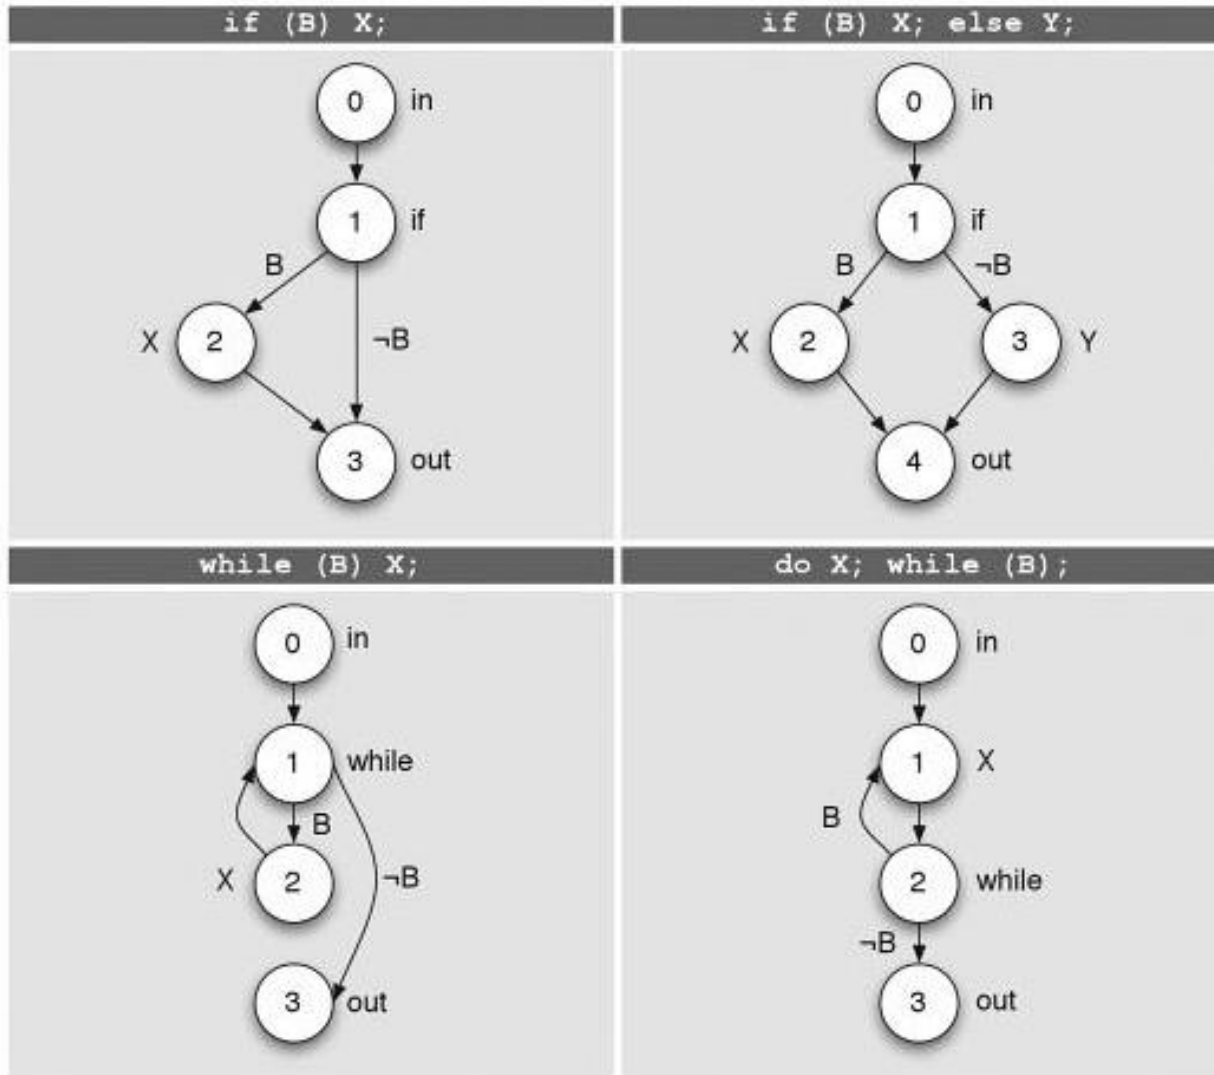 if (B) X;
0 in
1 if
B
X 2
¬B
3 out
if (B) X; else Y;
0 in
1 if
B ¬B
X 2 3 Y
4 out
while (B) X;
0 in
1 while
B
X 2 ¬B
3 out
do X; while (B);
0 in
1 X
B
2 while
¬B
3 out